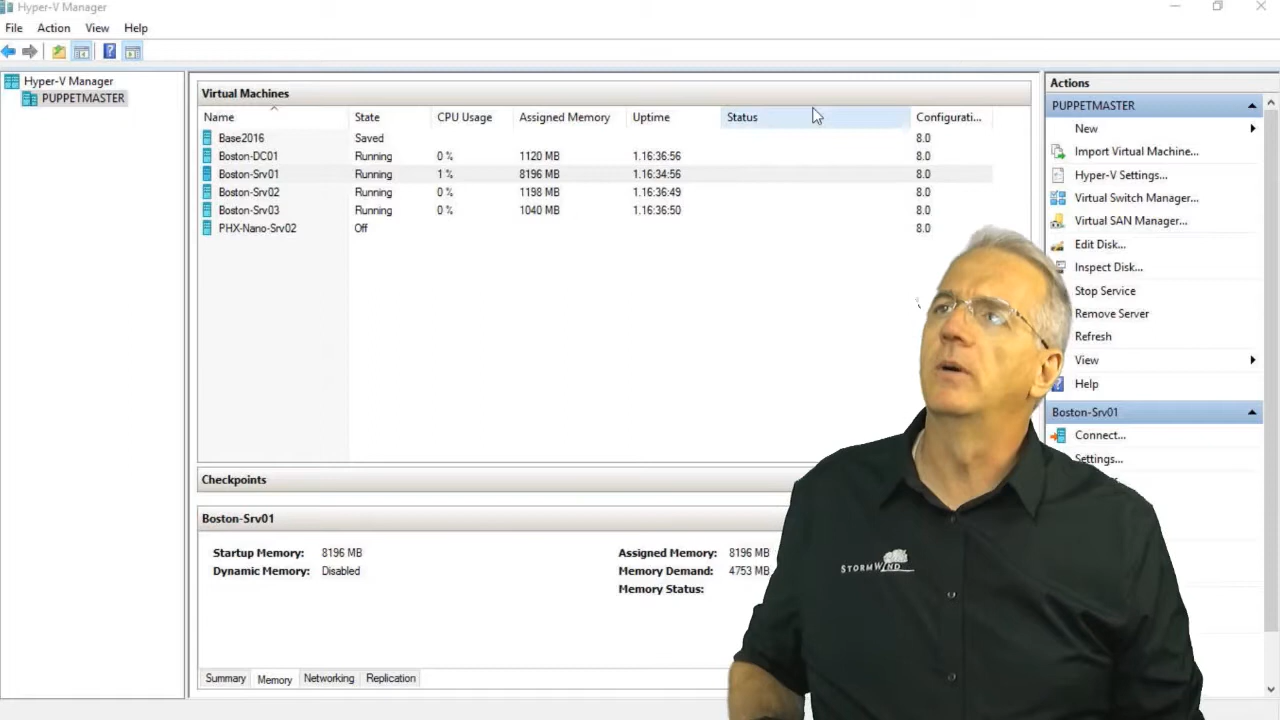 Hyper-V Manager
File Action View Help
Hyper-V Manager
PUPPETMASTER
Virtual Machines
Name State CPU Usage Assigned Memory Uptime Status Configurati...
Base2016 Saved 8.0
Boston-DC01 Running 0 % 1120 MB 1.16:36:56 8.0
Boston-Srv01 Running 1 % 8196 MB 1.16:34:56 8.0
Boston-Srv02 Running 0 % 1198 MB 1.16:36:49 8.0
Boston-Srv03 Running 0 % 1040 MB 1.16:36:50 8.0
PHX-Nano-Srv02 Off 8.0
Checkpoints
Boston-Srv01
Startup Memory: 8196 MB Assigned Memory: 8196 MB
Dynamic Memory: Disabled Memory Demand: 4753 MB
Memory Status:
Summary Memory Networking Replication
Actions
PUPPETMASTER
New
Import Virtual Machine...
Hyper-V Settings...
Virtual Switch Manager...
Virtual SAN Manager...
Edit Disk...
Inspect Disk...
Stop Service
Remove Server
Refresh
View
Help
Boston-Srv01
Connect...
Settings...
STORMWIND